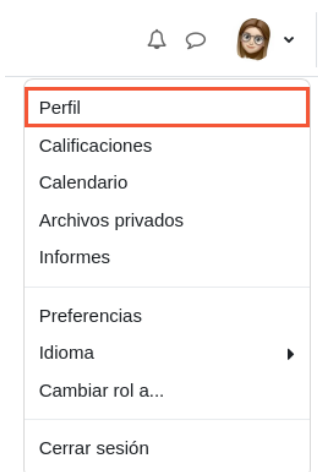 Perfil
Calificaciones
Calendario
Archivos privados
Informes
Preferencias
Idioma
Cambiar rol a...
Cerrar sesión